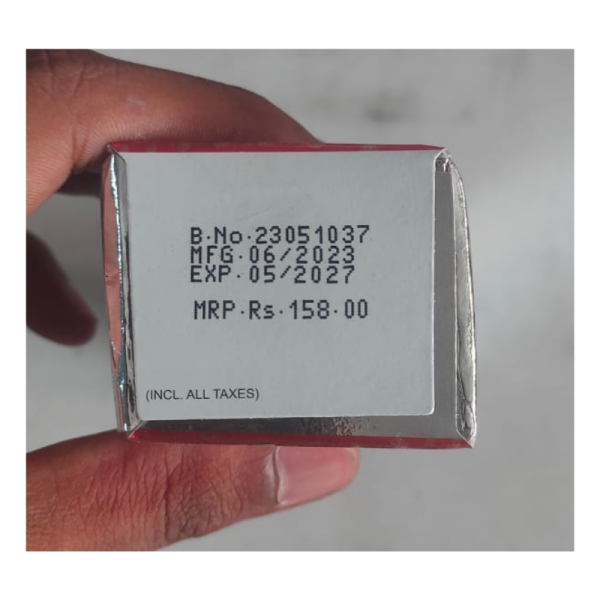 B.No.23051037
MFG.06/2023
EXP.05/2027
MRP.Rs.158.00
(INCL. ALL TAXES)